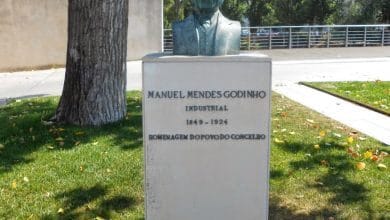 MANUEL MENDES GODINHO
INDUSTRIAL
1849 - 1924
HOMENAGEM DO POVO DO CONCELHO